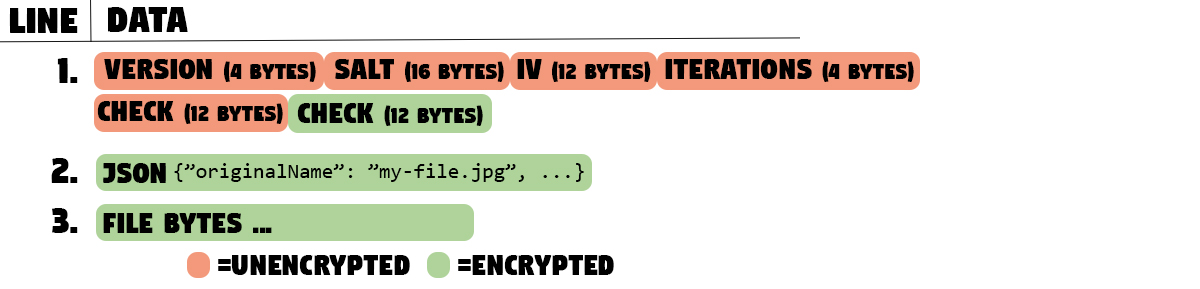 LINE DATA
1. VERSION (4 BYTES) SALT (16 BYTES) IV (12 BYTES) ITERATIONS (4 BYTES)
CHECK (12 BYTES) CHECK (12 BYTES)
2. JSON {”originalName”: ”my-file.jpg”, ...}
3. FILE BYTES ...
=UNENCRYPTED =ENCRYPTED